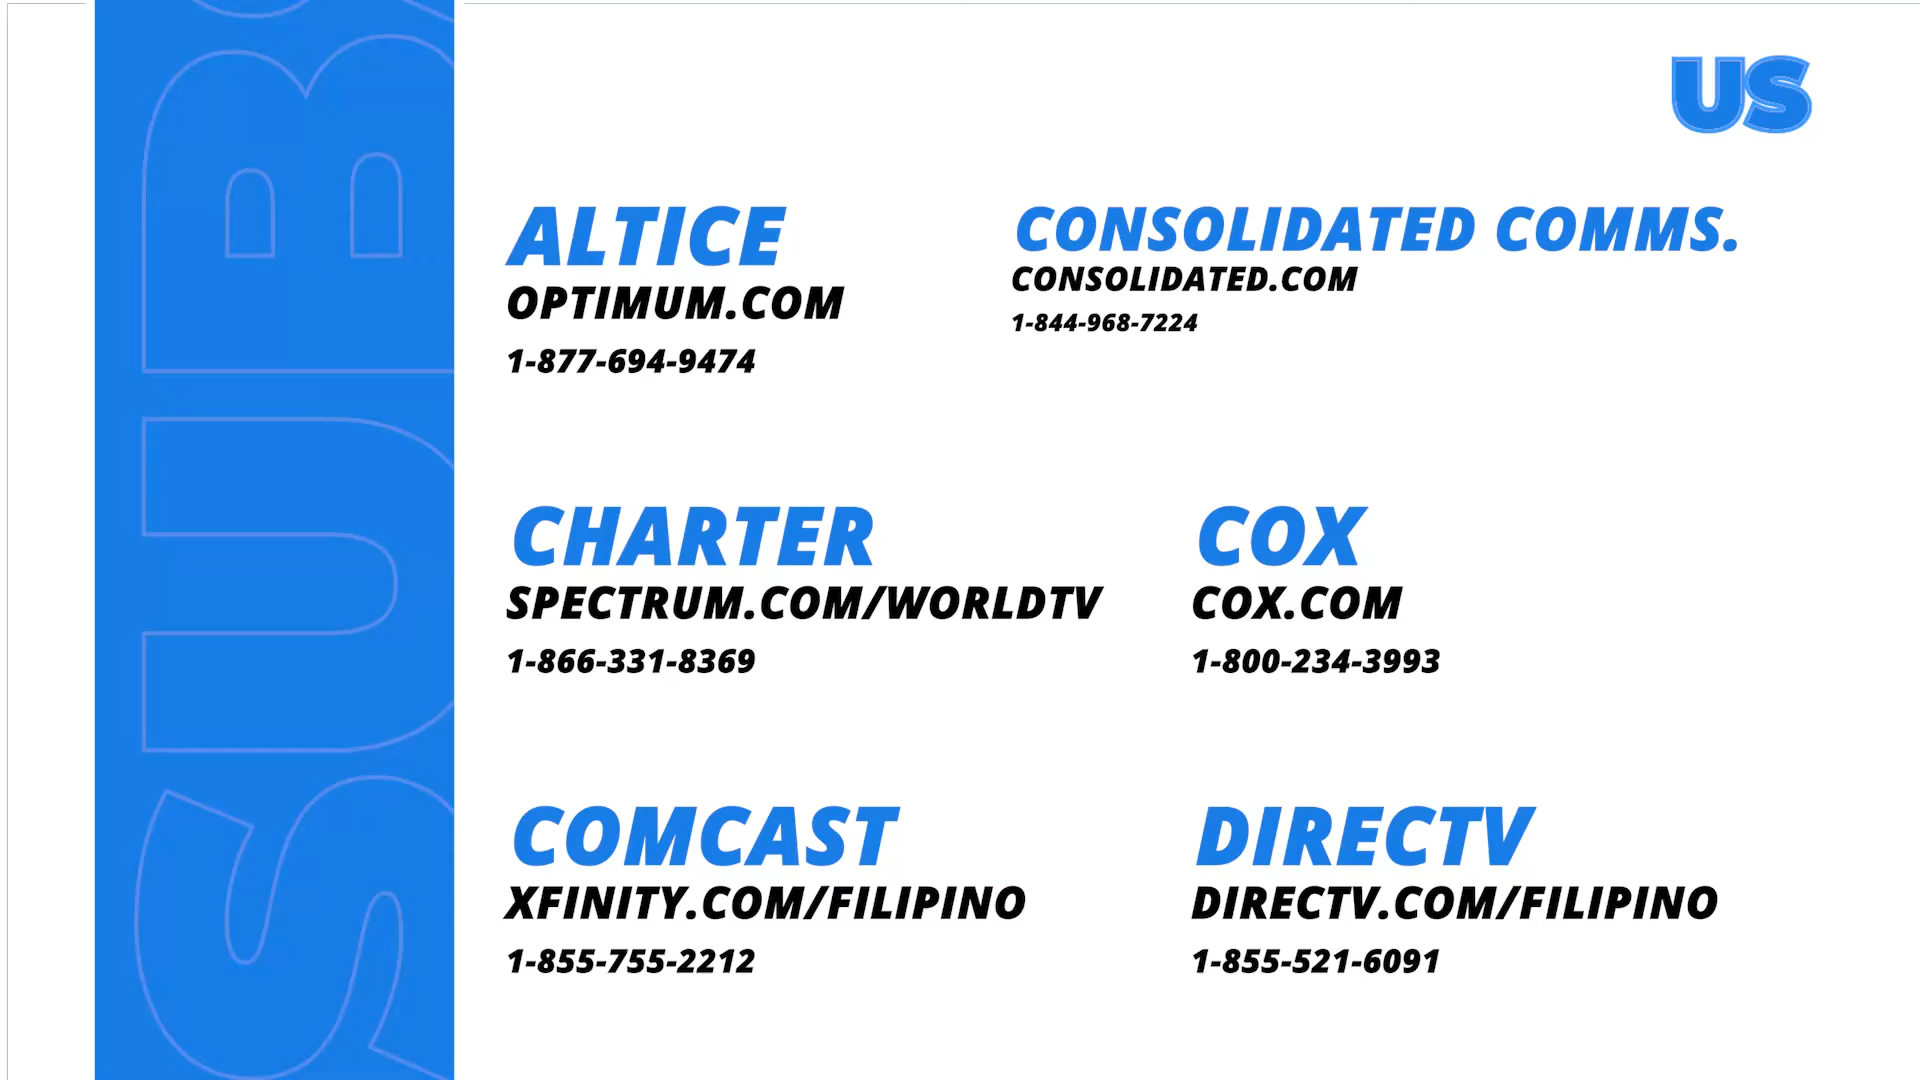 US
ALTICE
OPTIMUM.COM
1-877-694-9474
CONSOLIDATED COMMS.
CONSOLIDATED.COM
1-844-968-7224
CHARTER
SPECTRUM.COM/WORLDTV
1-866-331-8369
COX
COX.COM
1-800-234-3993
COMCAST
XFINITY.COM/FILIPINO
1-855-755-2212
DIRECTV
DIRECTV.COM/FILIPINO
1-855-521-6091
SUB